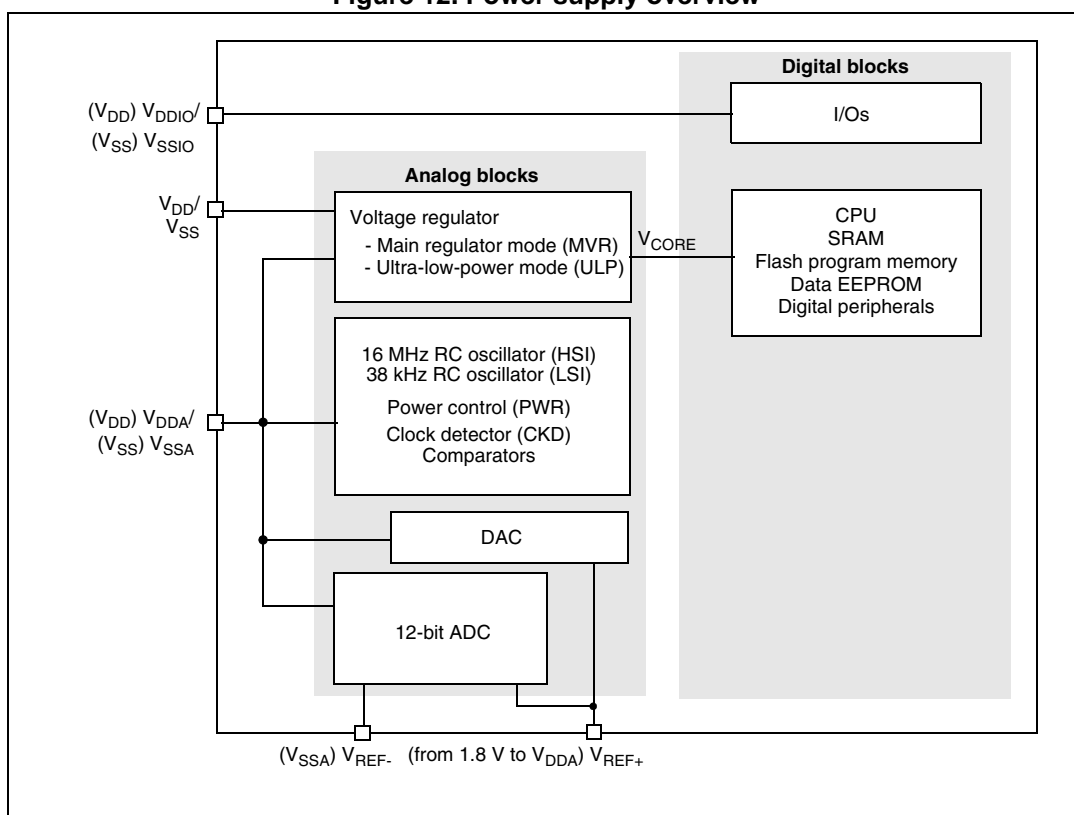 Figure 12. Power supply overview
Digital blocks
(VDD) VDDIO/
(VSS) VSSIO
I/Os
Analog blocks
VDD/
VSS
Voltage regulator
- Main regulator mode (MVR)
- Ultra-low-power mode (ULP)
VCORE
CPU
SRAM
Flash program memory
Data EEPROM
Digital peripherals
16 MHz RC oscillator (HSI)
38 kHz RC oscillator (LSI)
Power control (PWR)
Clock detector (CKD)
Comparators
(VDD) VDDA/
(VSS) VSSA
DAC
12-bit ADC
(VSSA) VREF-
(from 1.8 V to VDDA) VREF+